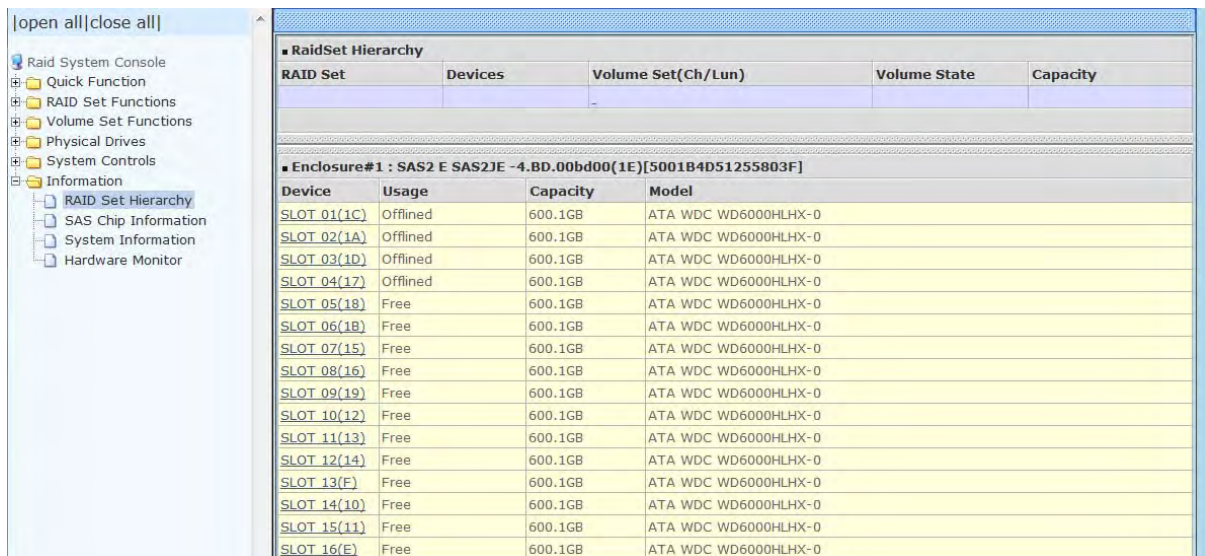 |open all|close all|
Raid System Console
Quick Function
RAID Set Functions
Volume Set Functions
Physical Drives
System Controls
Information
RAID Set Hierarchy
SAS Chip Information
System Information
Hardware Monitor
RaidSet Hierarchy
RAID Set Devices Volume Set(Ch/Lun) Volume State Capacity
-
Enclosure#1 : SAS2 E SAS2JE -4.BD.00bd00(1E)[5001B4D51255803F]
Device Usage Capacity Model
SLOT 01(1C) Offlined 600.1GB ATA WDC WD6000HLHX-0
SLOT 02(1A) Offlined 600.1GB ATA WDC WD6000HLHX-0
SLOT 03(1D) Offlined 600.1GB ATA WDC WD6000HLHX-0
SLOT 04(17) Offlined 600.1GB ATA WDC WD6000HLHX-0
SLOT 05(18) Free 600.1GB ATA WDC WD6000HLHX-0
SLOT 06(1B) Free 600.1GB ATA WDC WD6000HLHX-0
SLOT 07(15) Free 600.1GB ATA WDC WD6000HLHX-0
SLOT 08(16) Free 600.1GB ATA WDC WD6000HLHX-0
SLOT 09(19) Free 600.1GB ATA WDC WD6000HLHX-0
SLOT 10(12) Free 600.1GB ATA WDC WD6000HLHX-0
SLOT 11(13) Free 600.1GB ATA WDC WD6000HLHX-0
SLOT 12(14) Free 600.1GB ATA WDC WD6000HLHX-0
SLOT 13(F) Free 600.1GB ATA WDC WD6000HLHX-0
SLOT 14(10) Free 600.1GB ATA WDC WD6000HLHX-0
SLOT 15(11) Free 600.1GB ATA WDC WD6000HLHX-0
SLOT 16(E) Free 600.1GB ATA WDC WD6000HLHX-0